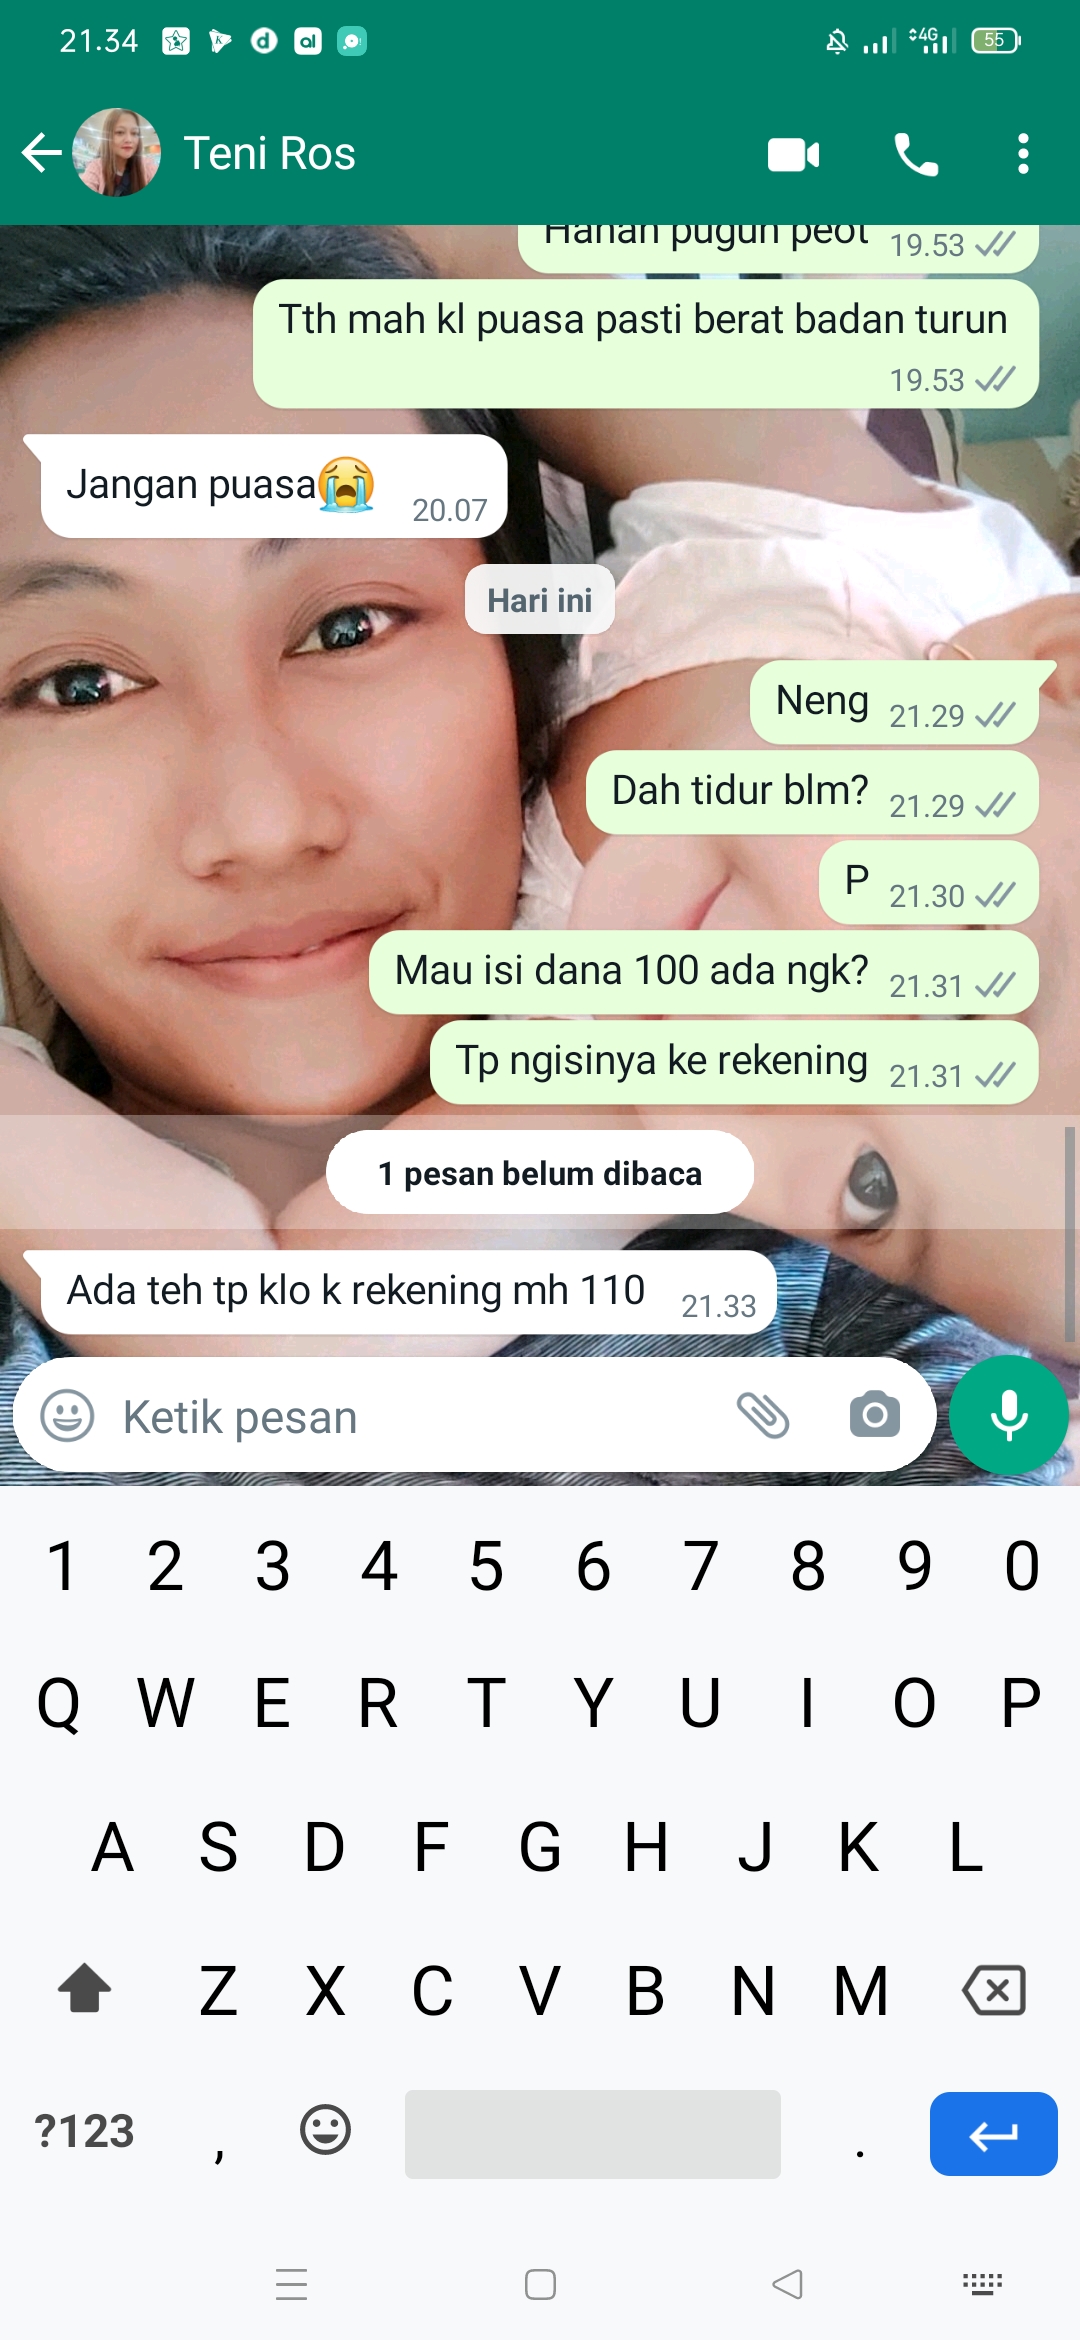 21.34
4G
55
Teni Ros
Hahah puguh peot 19.53
Tth mah kl puasa pasti berat badan turun
19.53
Jangan puasa😭 20.07
Hari ini
Neng 21.29
Dah tidur blm? 21.29
P 21.30
Mau isi dana 100 ada ngk? 21.31
Tp ngisinya ke rekening 21.31
1 pesan belum dibaca
Ada teh tp klo k rekening mh 110 21.33
Ketik pesan
1 2 3 4 5 6 7 8 9 0
Q W E R T Y U I O P
A S D F G H J K L
Z X C V B N M
?123 , .